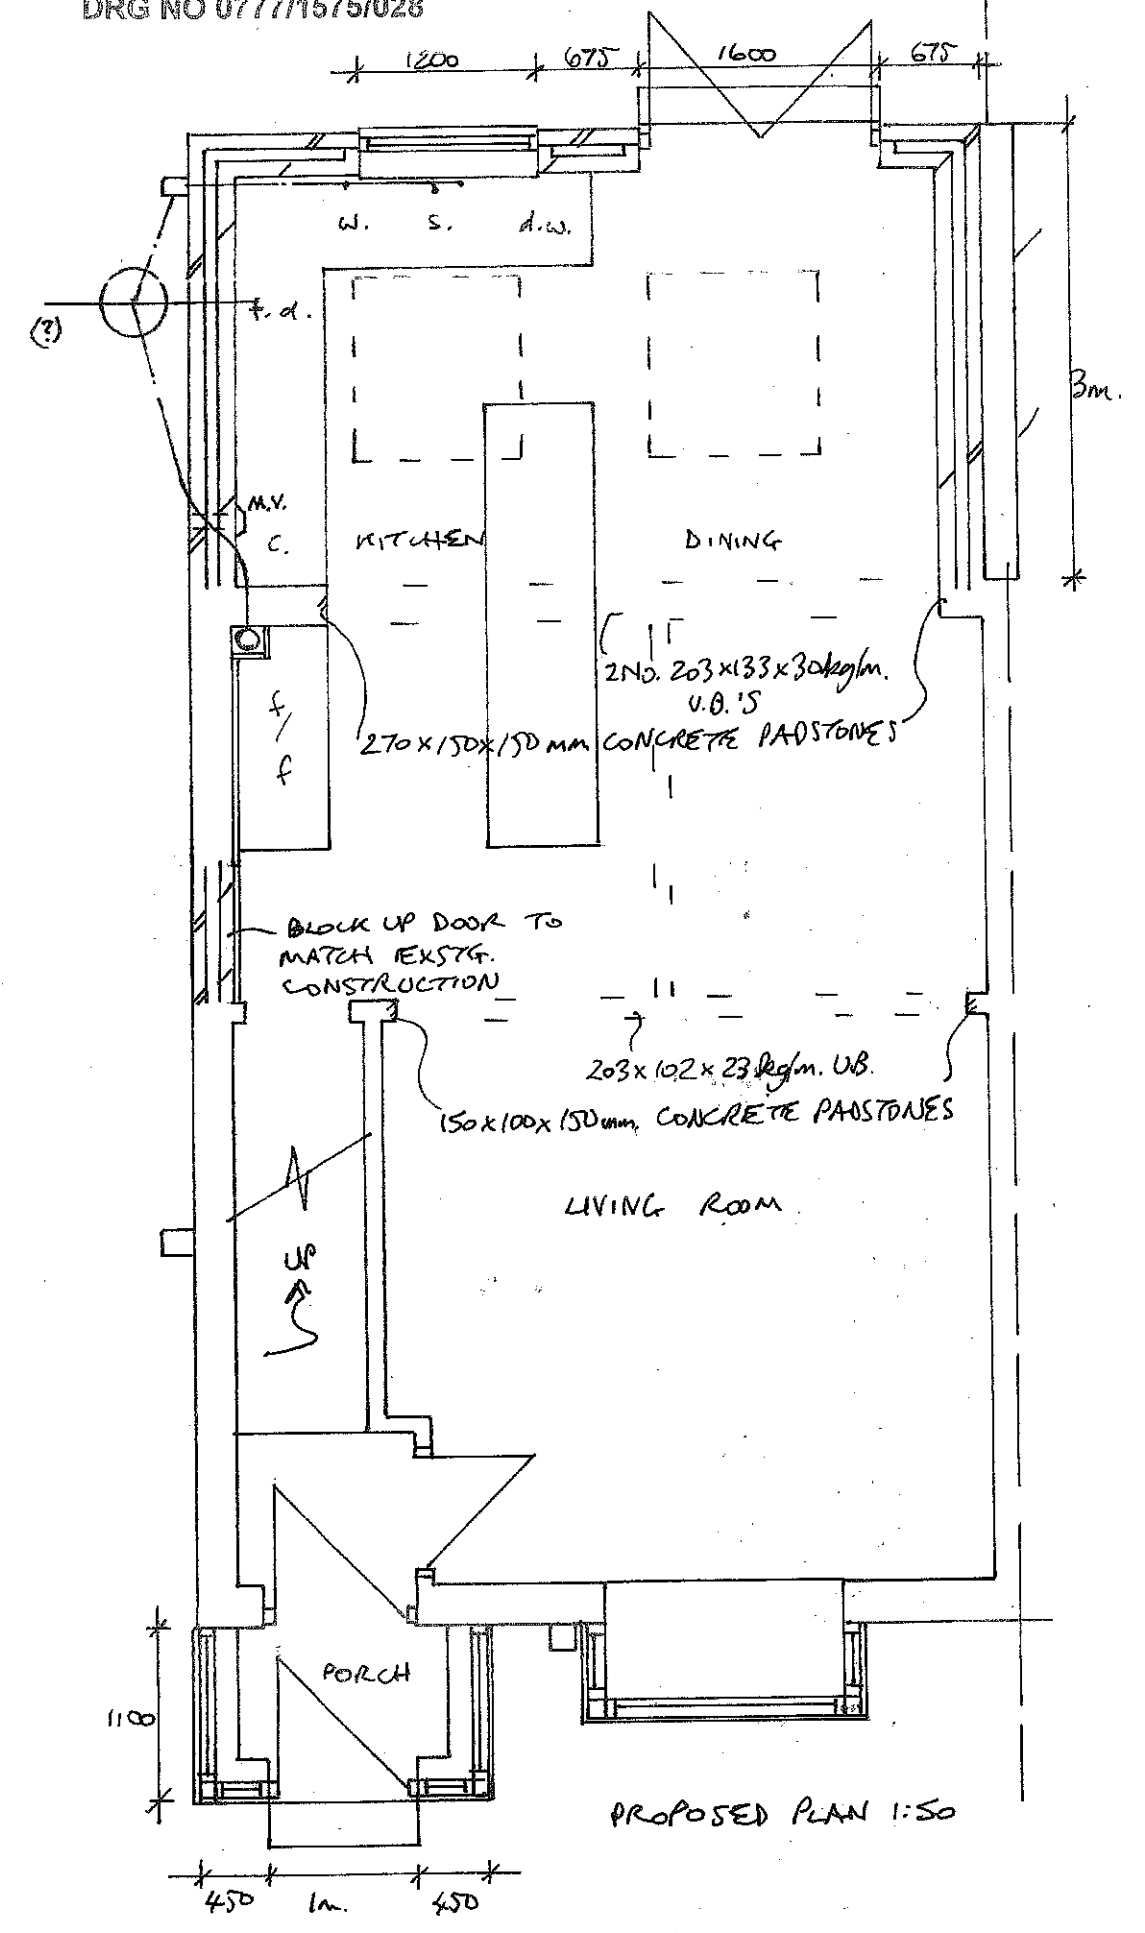 DRG NO 0777/1575/028
1200 675 1600 675
w. s. d.w.
(?)
t.d.
3m.
M.V.
C.
KITCHEN
DINING
2NO. 203x133x30kg/m.
U.B.'S
f/f
270x150x150mm CONCRETE PADSTONES
BLOCK UP DOOR TO
MATCH EXSTG.
CONSTRUCTION
203x102x23kg/m. U.B.
150x100x150mm. CONCRETE PADSTONES
LIVING ROOM
UP
PORCH
PROPOSED PLAN 1:50
450 1m. 450